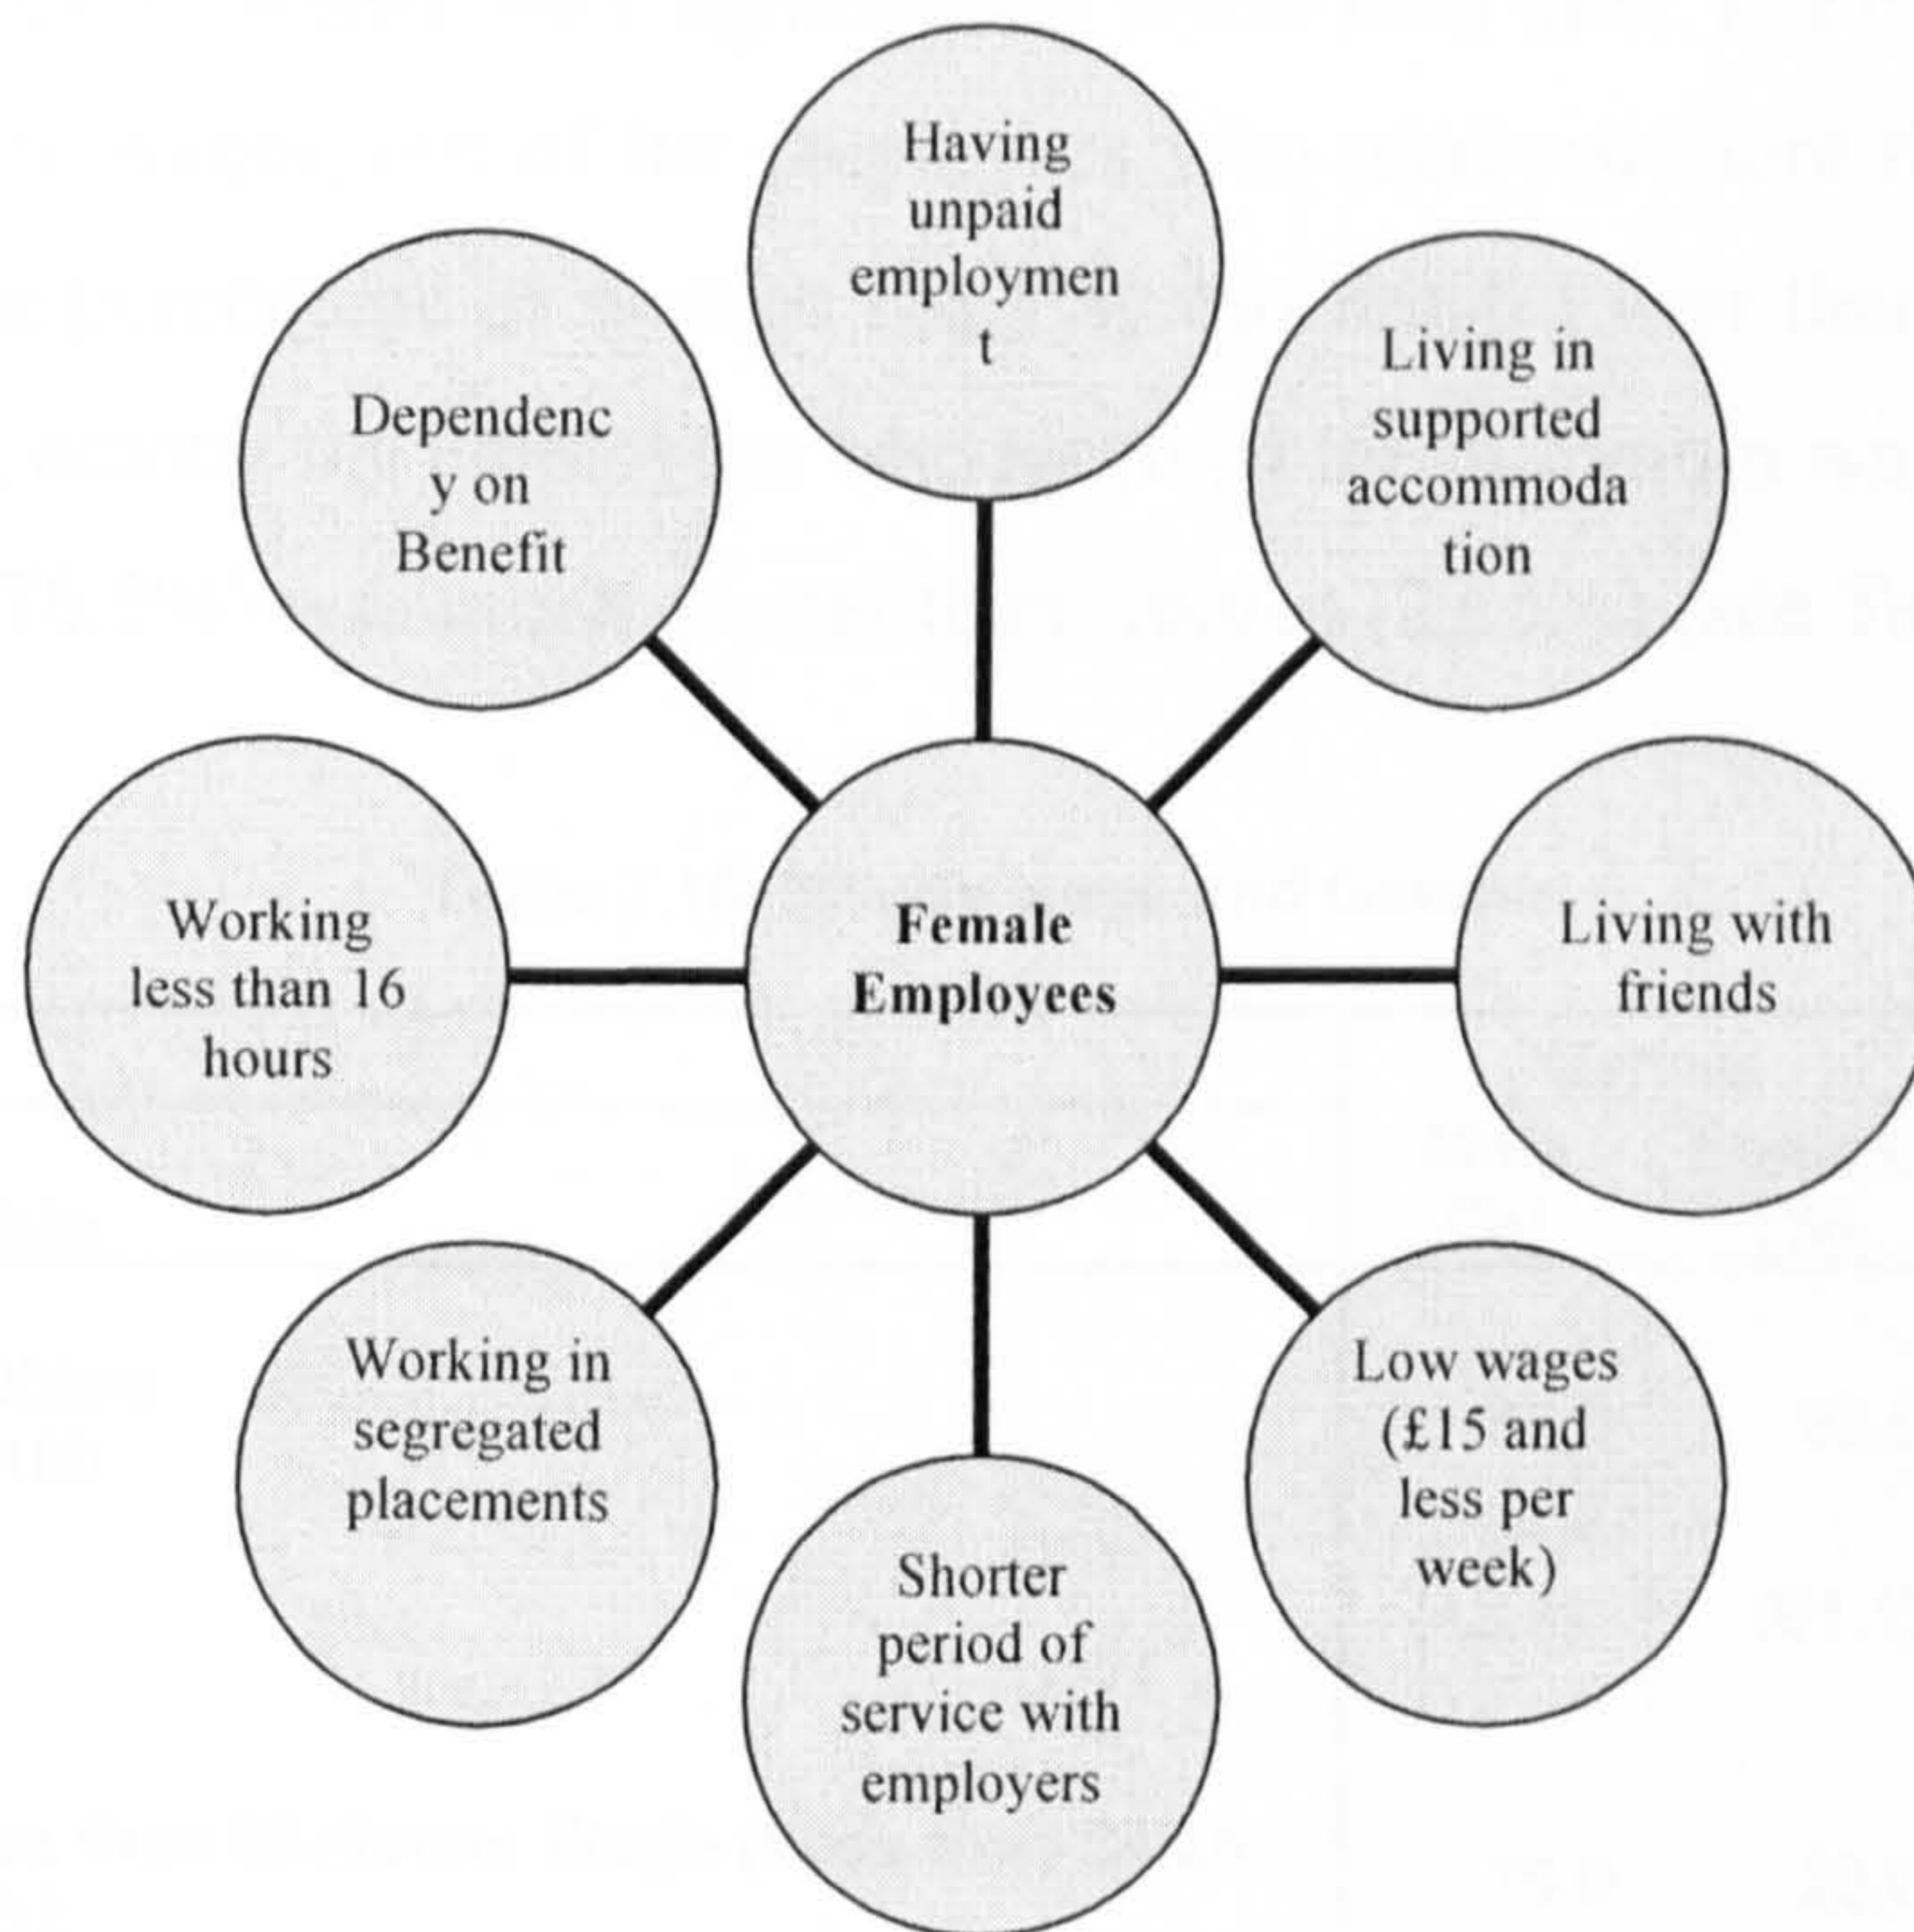 Having
unpaid
employmen
t
Living in
supported
accommoda
tion
Dependenc
y on
Benefit
Working
less than 16
hours
Female
Employees
Living with
friends
Low wages
(£15 and
less per
week)
Working in
segregated
placements
Shorter
period of
service with
employers